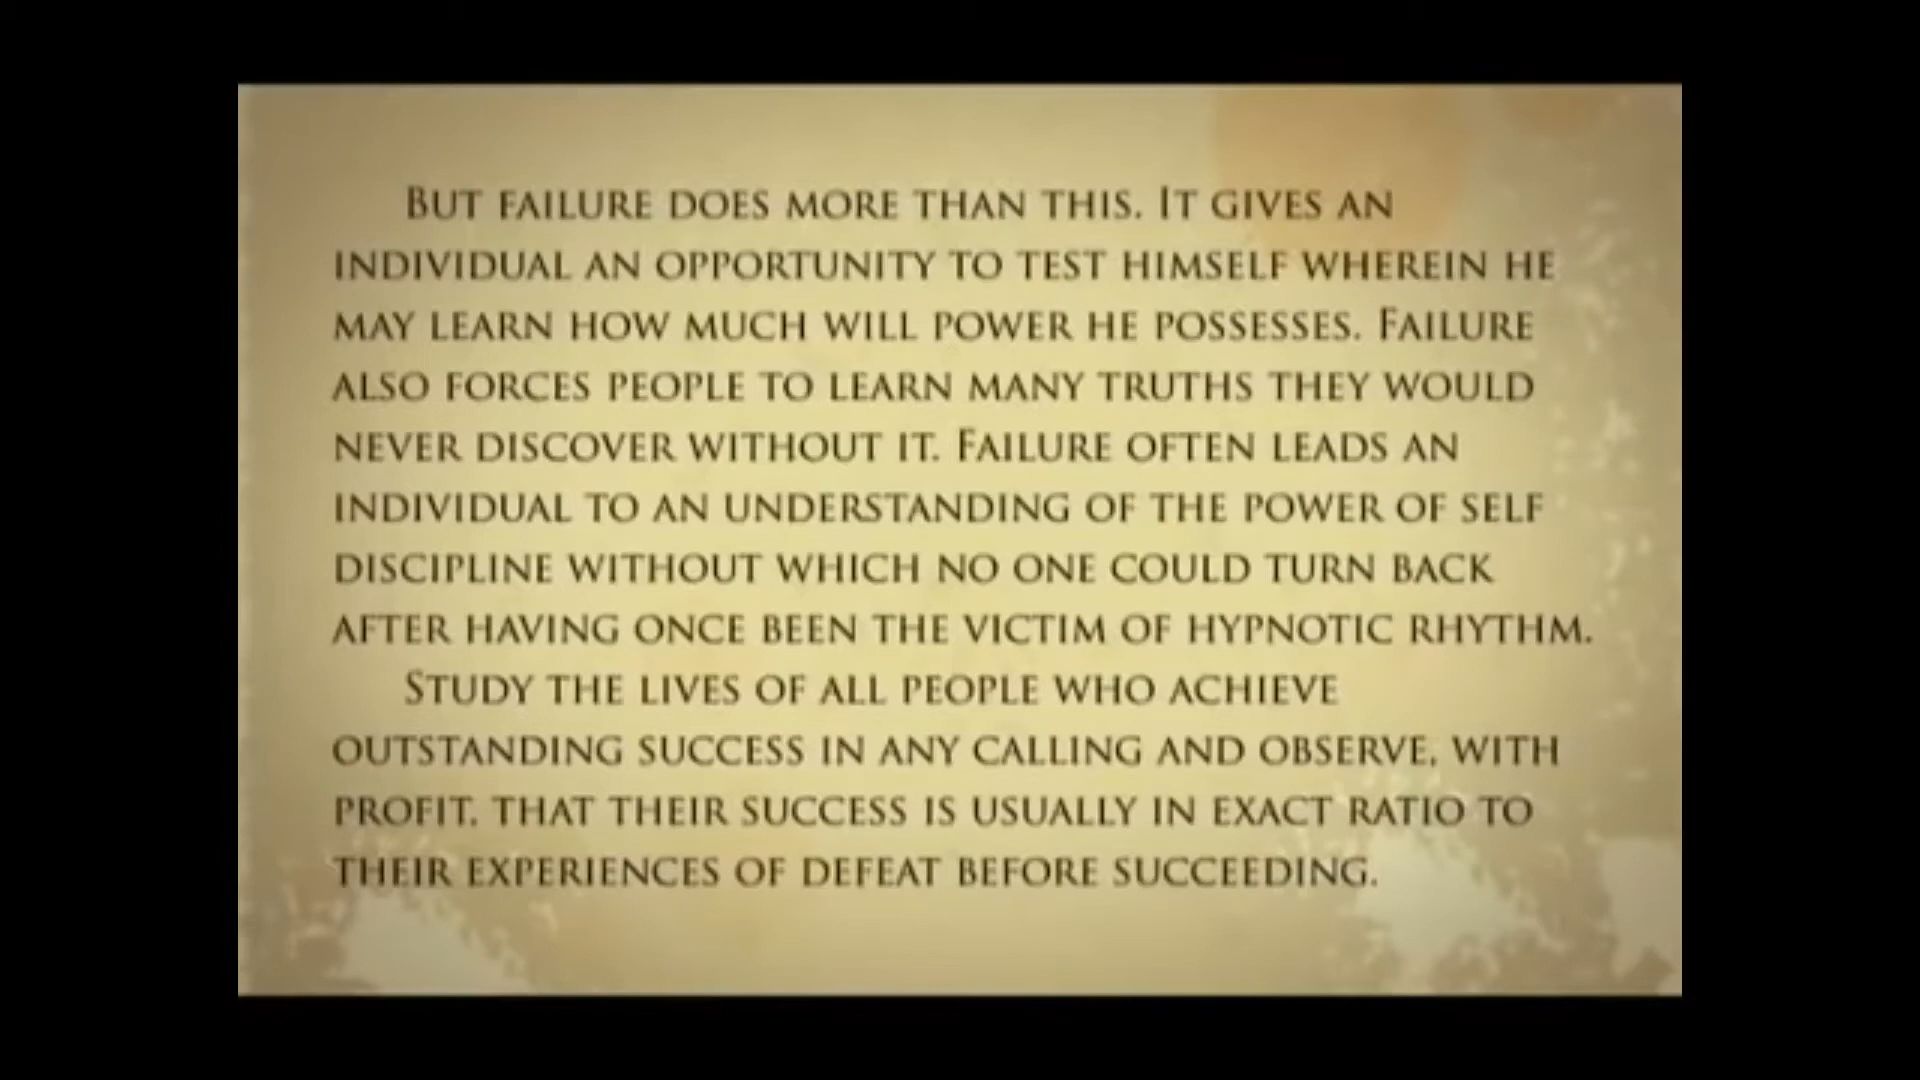 But failure does more than this. It gives an
individual an opportunity to test himself wherein he
may learn how much will power he possesses. Failure
also forces people to learn many truths they would
never discover without it. Failure often leads an
individual to an understanding of the power of self
discipline without which no one could turn back
after having once been the victim of hypnotic rhythm.
Study the lives of all people who achieve
outstanding success in any calling and observe, with
profit, that their success is usually in exact ratio to
their experiences of defeat before succeeding.